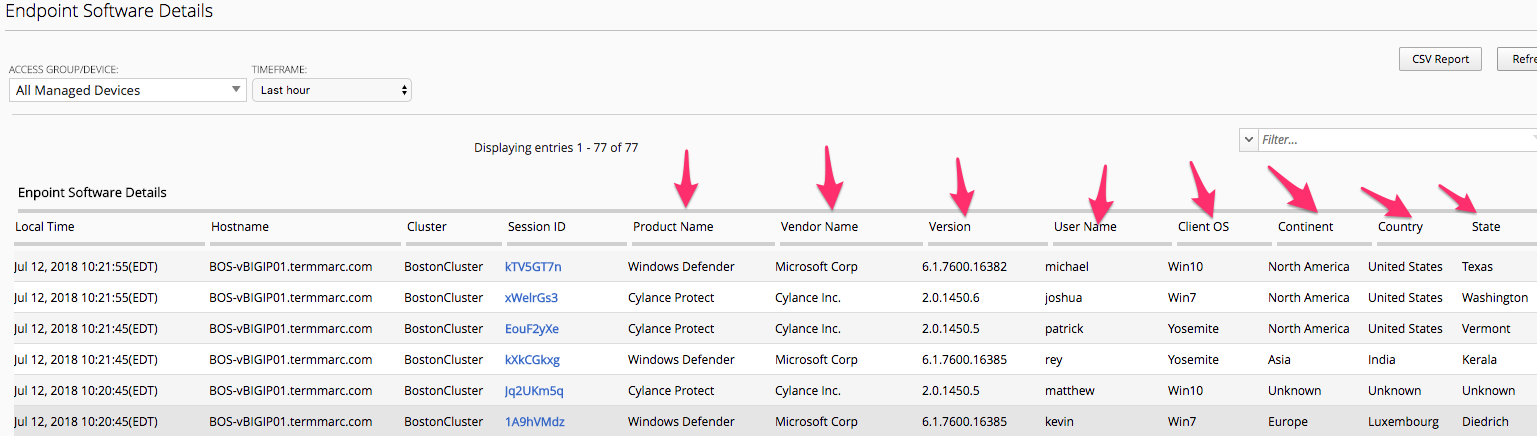 Endpoint Software Details
CSV Report Refre
ACCESS GROUP/DEVICE: TIMEFRAME:
All Managed Devices Last hour
Displaying entries 1 - 77 of 77 Filter...
Enpoint Software Details
Local Time Hostname Cluster Session ID Product Name Vendor Name Version User Name Client OS Continent Country State
Jul 12, 2018 10:21:55(EDT) BOS-vBIGIP01.termmarc.com BostonCluster kTV5GT7n Windows Defender Microsoft Corp 6.1.7600.16382 michael Win10 North America United States Texas
Jul 12, 2018 10:21:55(EDT) BOS-vBIGIP01.termmarc.com BostonCluster xWelrGs3 Cylance Protect Cylance Inc. 2.0.1450.6 joshua Win7 North America United States Washington
Jul 12, 2018 10:21:45(EDT) BOS-vBIGIP01.termmarc.com BostonCluster EouF2yXe Cylance Protect Cylance Inc. 2.0.1450.5 patrick Yosemite North America United States Vermont
Jul 12, 2018 10:21:45(EDT) BOS-vBIGIP01.termmarc.com BostonCluster kXkCGkxg Windows Defender Microsoft Corp 6.1.7600.16385 rey Yosemite Asia India Kerala
Jul 12, 2018 10:20:45(EDT) BOS-vBIGIP01.termmarc.com BostonCluster Jq2UKm5q Cylance Protect Cylance Inc. 2.0.1450.5 matthew Win10 Unknown Unknown Unknown
Jul 12, 2018 10:20:45(EDT) BOS-vBIGIP01.termmarc.com BostonCluster 1A9hVMdz Windows Defender Microsoft Corp 6.1.7600.16385 kevin Win7 Europe Luxembourg Diedrich